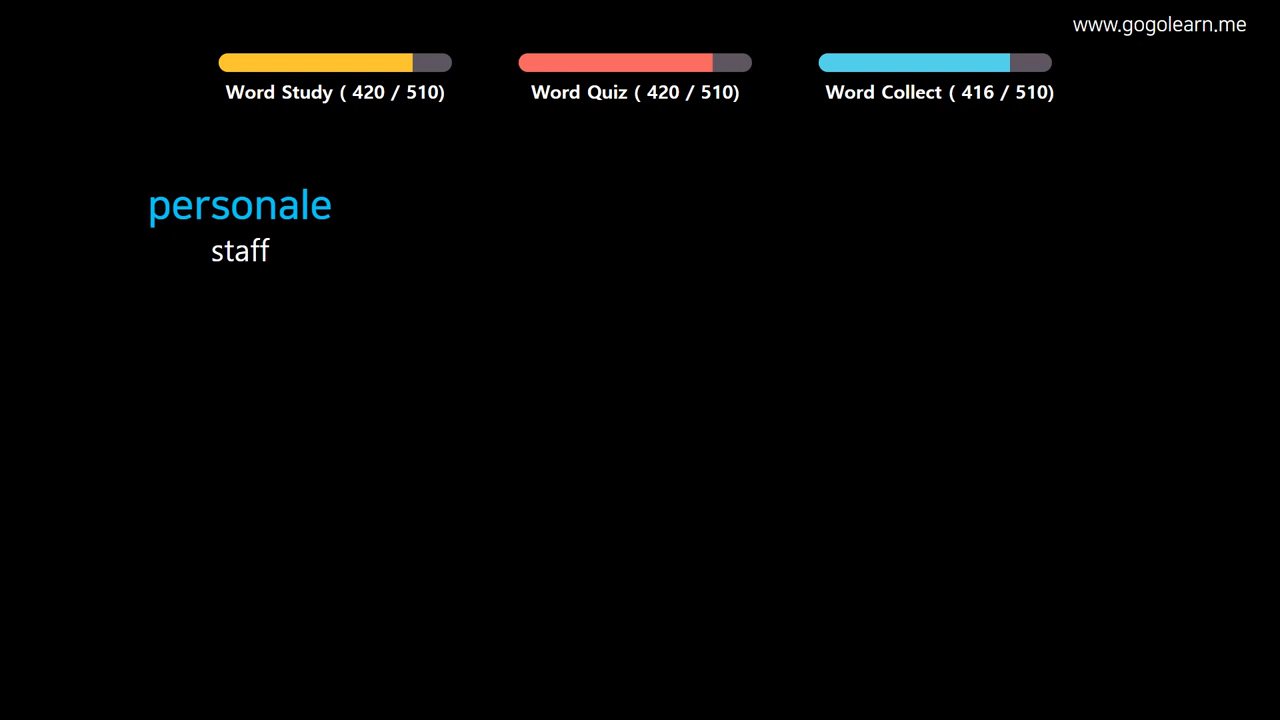 www.gogolearn.me
Word Study ( 420 / 510)
Word Quiz ( 420 / 510)
Word Collect ( 416 / 510)
personale
staff